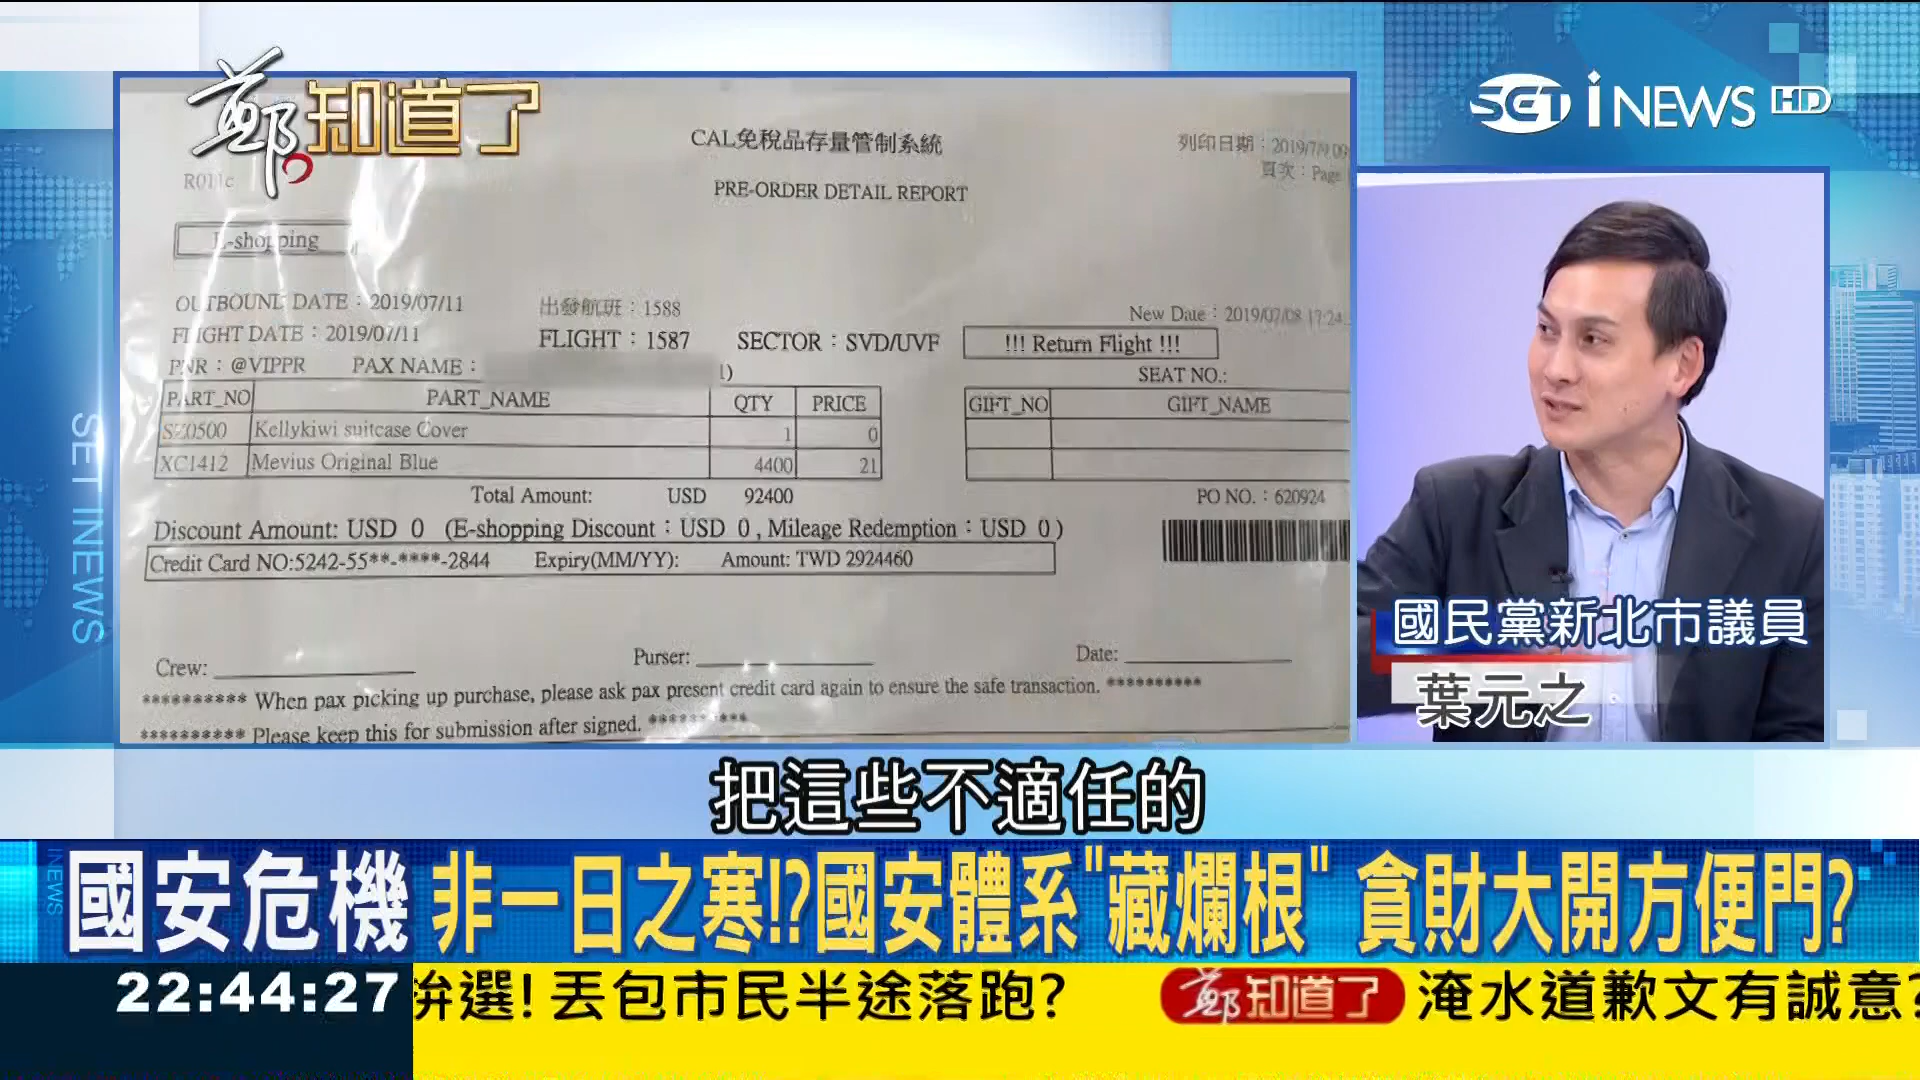 鄭知道了
SET iNEWS HD
CAL免稅品存量管制系統
列印日期：2019/7/9
頁次：Page
R011c
PRE-ORDER DETAIL REPORT
E-shopping
OUTBOUND DATE：2019/07/11
出發航班：1588
New Date：2019/07/08 17:24
FLIGHT DATE：2019/07/11
FLIGHT：1587
SECTOR：SVD/UVF
!!! Return Flight !!!
PNR：@VIPPR
PAX NAME：
SEAT NO.:
PART_NO PART_NAME QTY PRICE
GIFT_NO GIFT_NAME
SZ0500 Kellykiwi suitcase Cover 1 0
XC1412 Mevius Original Blue 4400 21
Total Amount: USD 92400
PO NO.：620924
Discount Amount: USD 0 (E-shopping Discount：USD 0 , Mileage Redemption：USD 0 )
Credit Card NO:5242-55**-****-2844 Expiry(MM/YY): Amount: TWD 2924460
Crew:
Purser:
Date:
********** When pax picking up purchase, please ask pax present credit card again to ensure the safe transaction. **********
********** Please keep this for submission after signed. **********
SET INEWS
國民黨新北市議員
葉元之
把這些不適任的
INEWS
國安危機
非一日之寒!?國安體系"藏爛根" 貪財大開方便門?
22:44:27
拚選!丟包市民半途落跑?
鄭知道了
淹水道歉文有誠意?